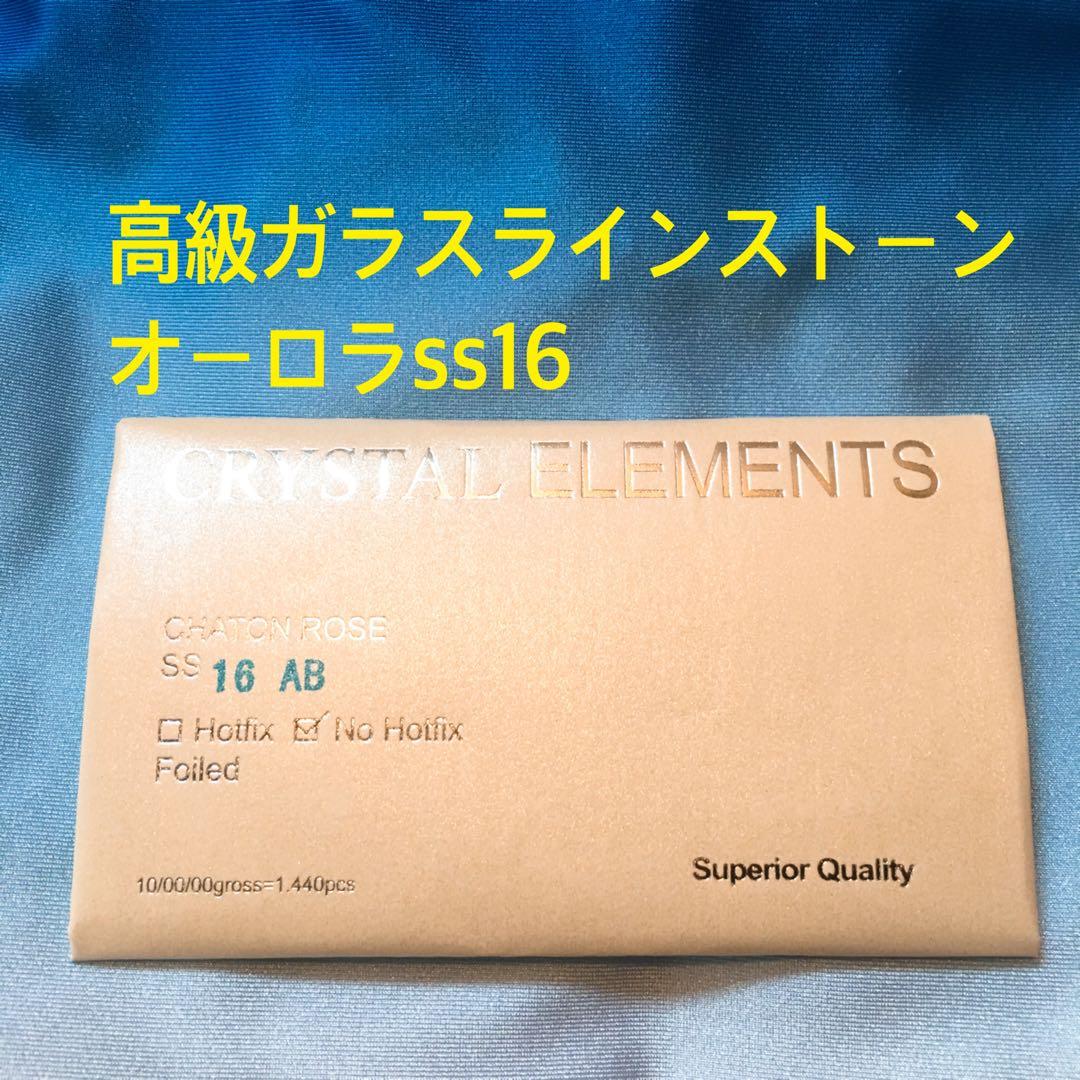 高級ガラスラインストーン
オーロラss16
CRYSTAL ELEMENTS
CHATON ROSE
SS 16 AB
☐ Hotfix ☑ No Hotfix
Foiled
10/00/00gross=1.440pcs
Superior Quality